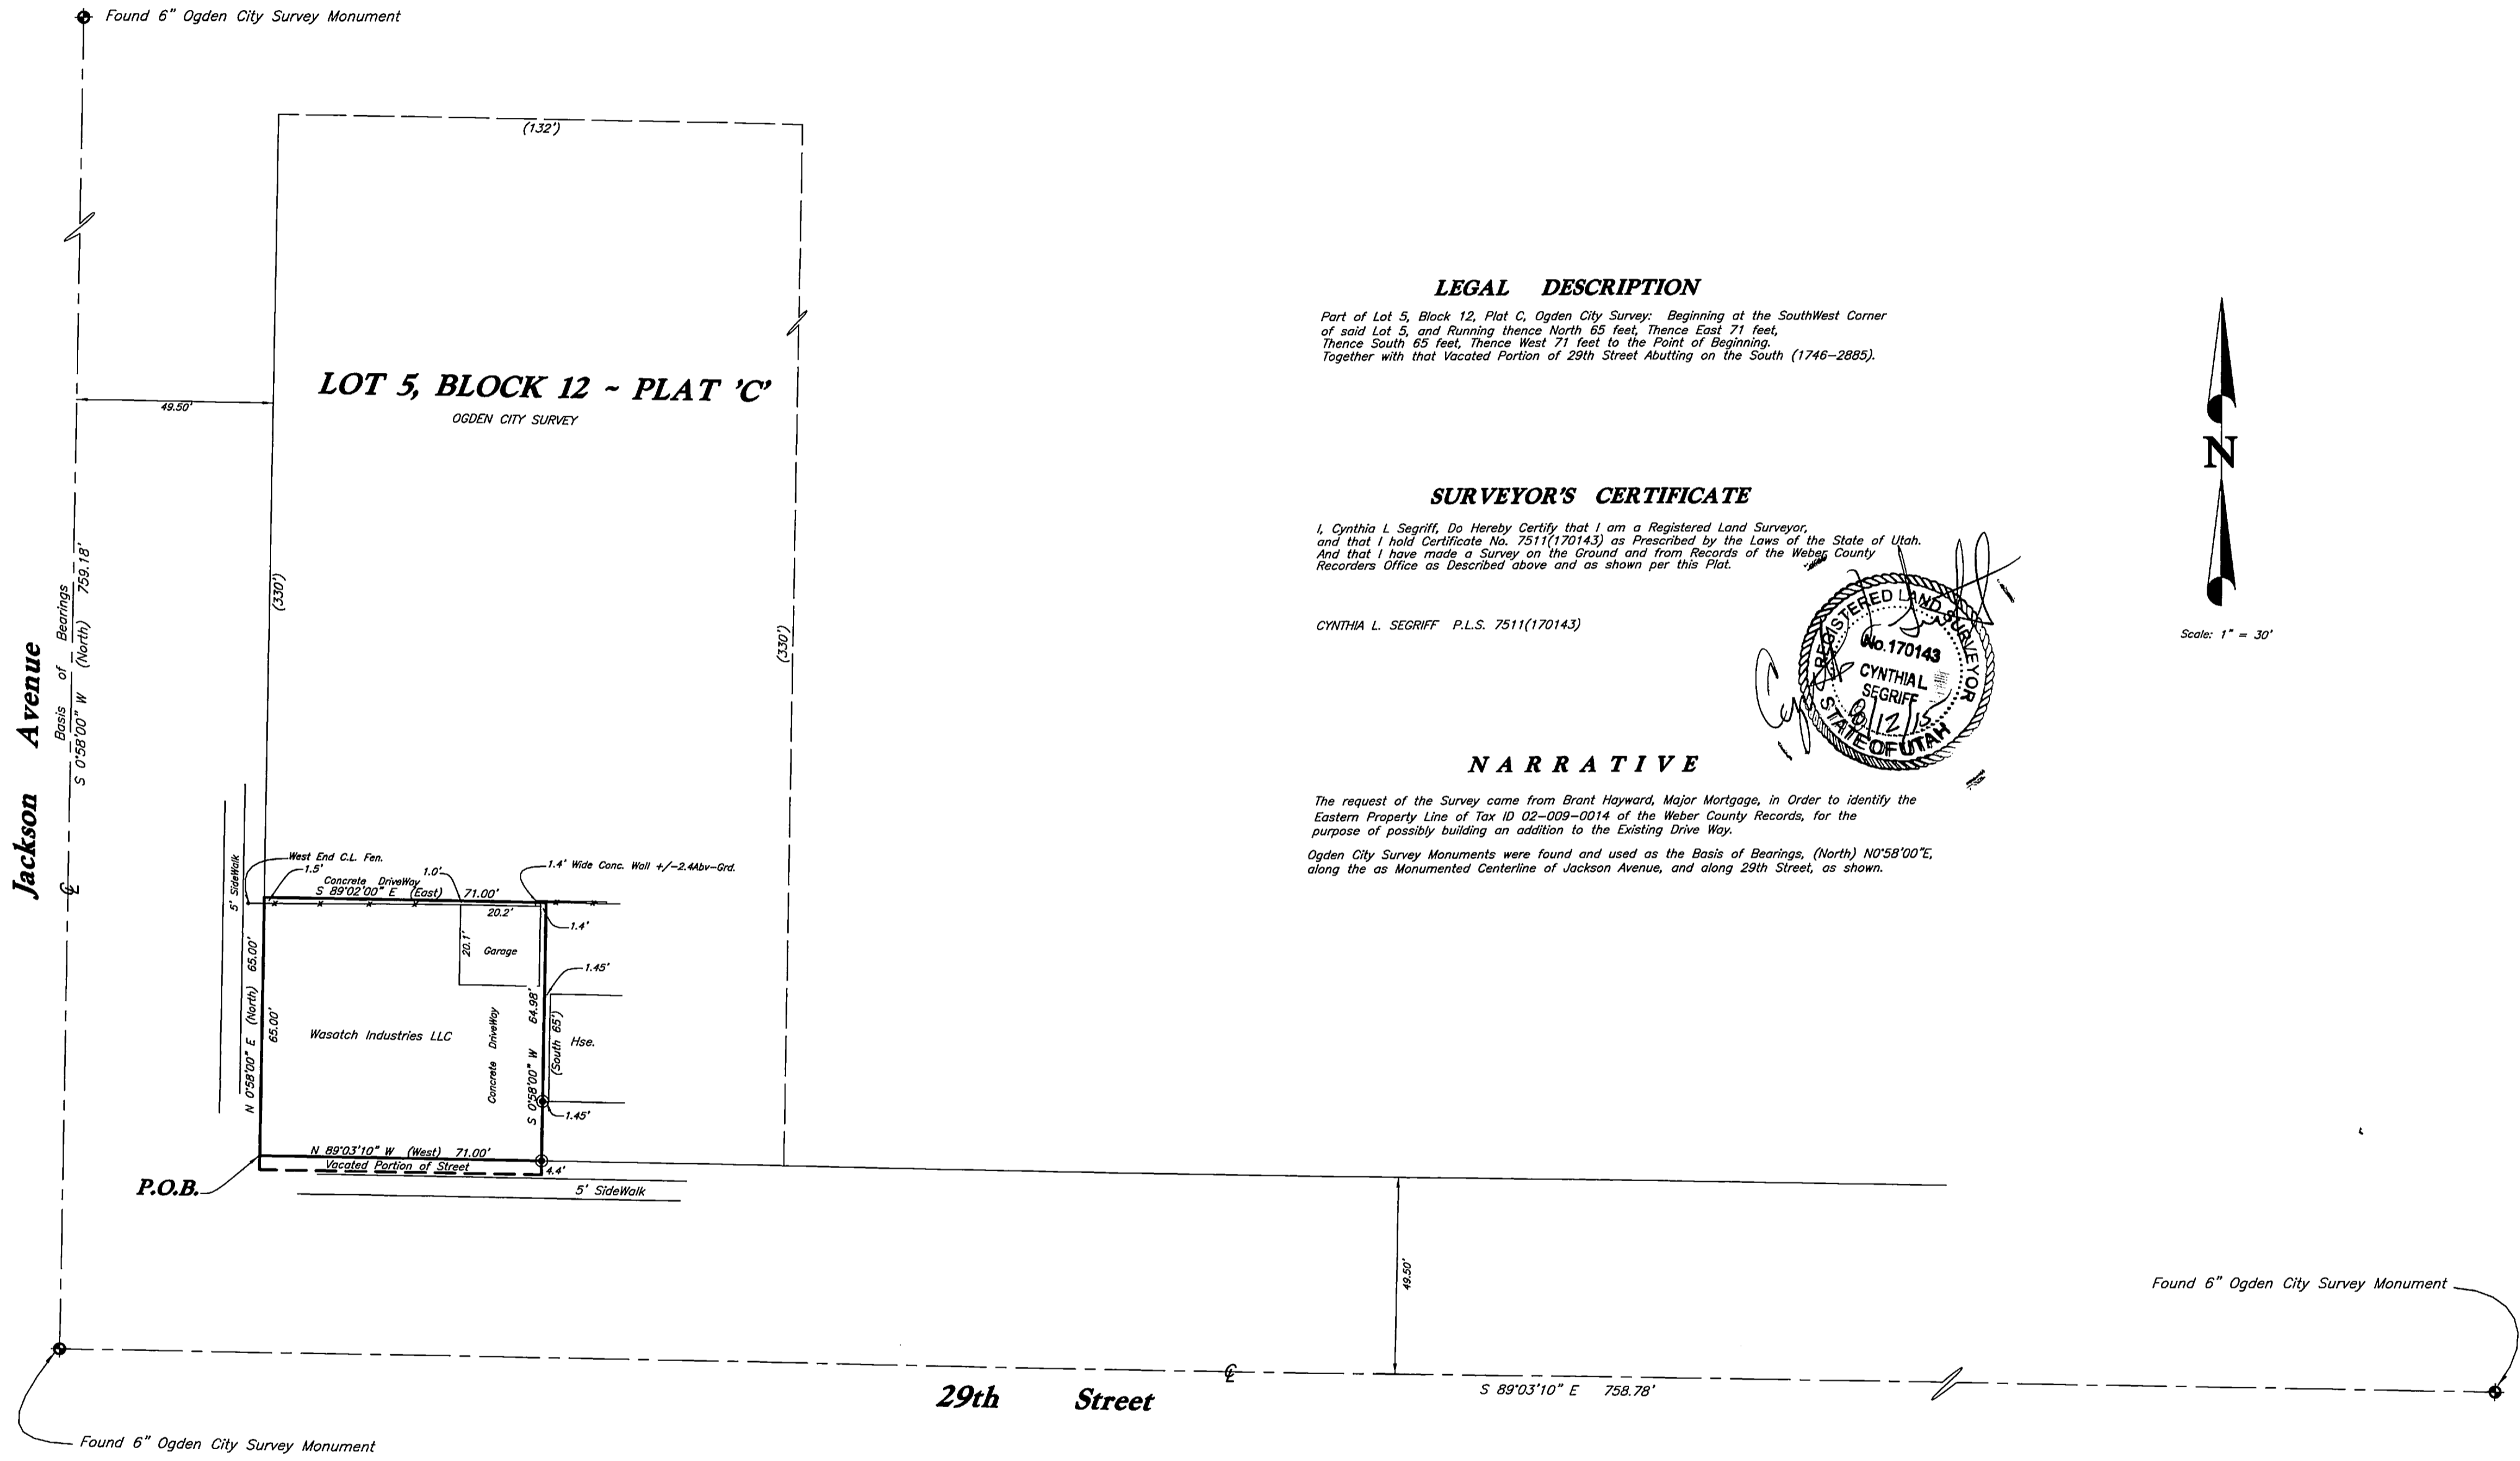 Found 6" Ogden City Survey Monument
(132')
LOT 5, BLOCK 12 ~ PLAT 'C'
OGDEN CITY SURVEY
49.50'
(330')
(330')
Jackson Avenue
Basis of Bearings
S 0°58'00" W (North) 759.18'
5' SideWalk
West End C.L. Fen.
1.5'
Concrete DriveWay
1.0'
1.4' Wide Conc. Wall +/-2.4Abv-Grd.
S 89°02'00" E (East) 71.00'
20.2'
20.1'
Garage
1.4'
1.45'
N 0°58'00" E (North) 65.00'
65.00'
Wasatch Industries LLC
Concrete DriveWay
S 0°58'00" W 64.98'
(South 65')
Hse.
1.45'
N 89°03'10" W (West) 71.00'
Vacated Portion of Street
4.4'
P.O.B.
5' SideWalk
LEGAL DESCRIPTION
Part of Lot 5, Block 12, Plat C, Ogden City Survey: Beginning at the SouthWest Corner
of said Lot 5, and Running thence North 65 feet, Thence East 71 feet,
Thence South 65 feet, Thence West 71 feet to the Point of Beginning.
Together with that Vacated Portion of 29th Street Abutting on the South (1746-2885).
SURVEYOR'S CERTIFICATE
I, Cynthia L Segriff, Do Hereby Certify that I am a Registered Land Surveyor,
and that I hold Certificate No. 7511(170143) as Prescribed by the Laws of the State of Utah.
And that I have made a Survey on the Ground and from Records of the Weber County
Recorders Office as Described above and as shown per this Plat.
CYNTHIA L. SEGRIFF P.L.S. 7511(170143)
REGISTERED LAND SURVEYOR
No. 170143
CYNTHIA L
SEGRIFF
8/12/15
STATE OF UTAH
NARRATIVE
The request of the Survey came from Brant Hayward, Major Mortgage, in Order to identify the
Eastern Property Line of Tax ID 02-009-0014 of the Weber County Records, for the
purpose of possibly building an addition to the Existing Drive Way.
Ogden City Survey Monuments were found and used as the Basis of Bearings, (North) N0°58'00"E,
along the as Monumented Centerline of Jackson Avenue, and along 29th Street, as shown.
N
Scale: 1" = 30'
49.50'
Found 6" Ogden City Survey Monument
S 89°03'10" E 758.78'
29th Street
Found 6" Ogden City Survey Monument